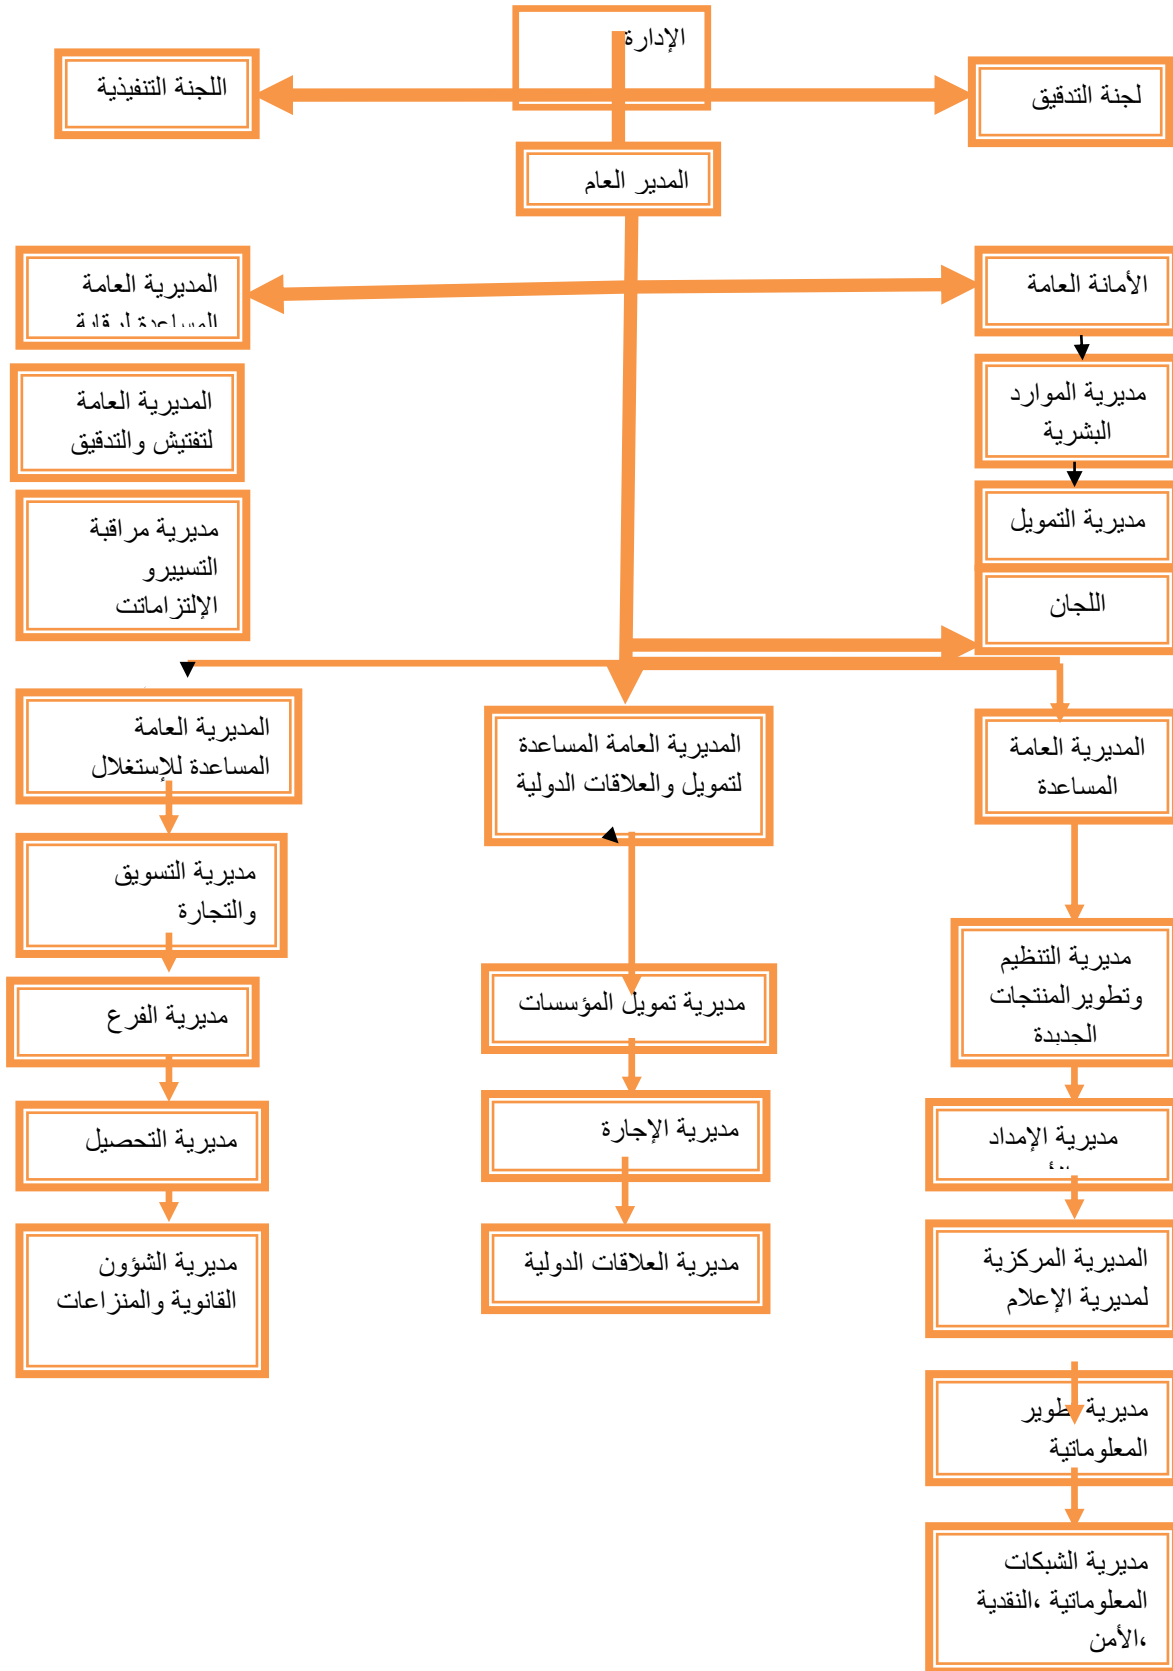 الإدارة
لجنة التدقيق
اللجنة التنفيذية
المدير العام
الأمانة العامة
المديرية العامة
المساعدة لرقابة
مديرية الموارد
البشرية
المديرية العامة
لتفتيش والتدقيق
مديرية التمويل
مديرية مراقبة
التسييرو
الإلتزاماتت
اللجان
المديرية العامة
المساعدة
المديرية العامة المساعدة
لتمويل والعلاقات الدولية
المديرية العامة
المساعدة للإستغلال
مديرية التنظيم
وتطويرالمنتجات
الجديدة
مديرية الإمداد
مديرية تطوير
المعلوماتية
المديرية المركزية
لمديرية الإعلام
مديرية الشبكات
المعلوماتية ،النقدية
،الأمن
مديرية تمويل المؤسسات
مديرية الإجارة
مديرية العلاقات الدولية
مديرية التسويق
والتجارة
مديرية الفرع
مديرية التحصيل
مديرية الشؤون
القانوية والمنزاعات